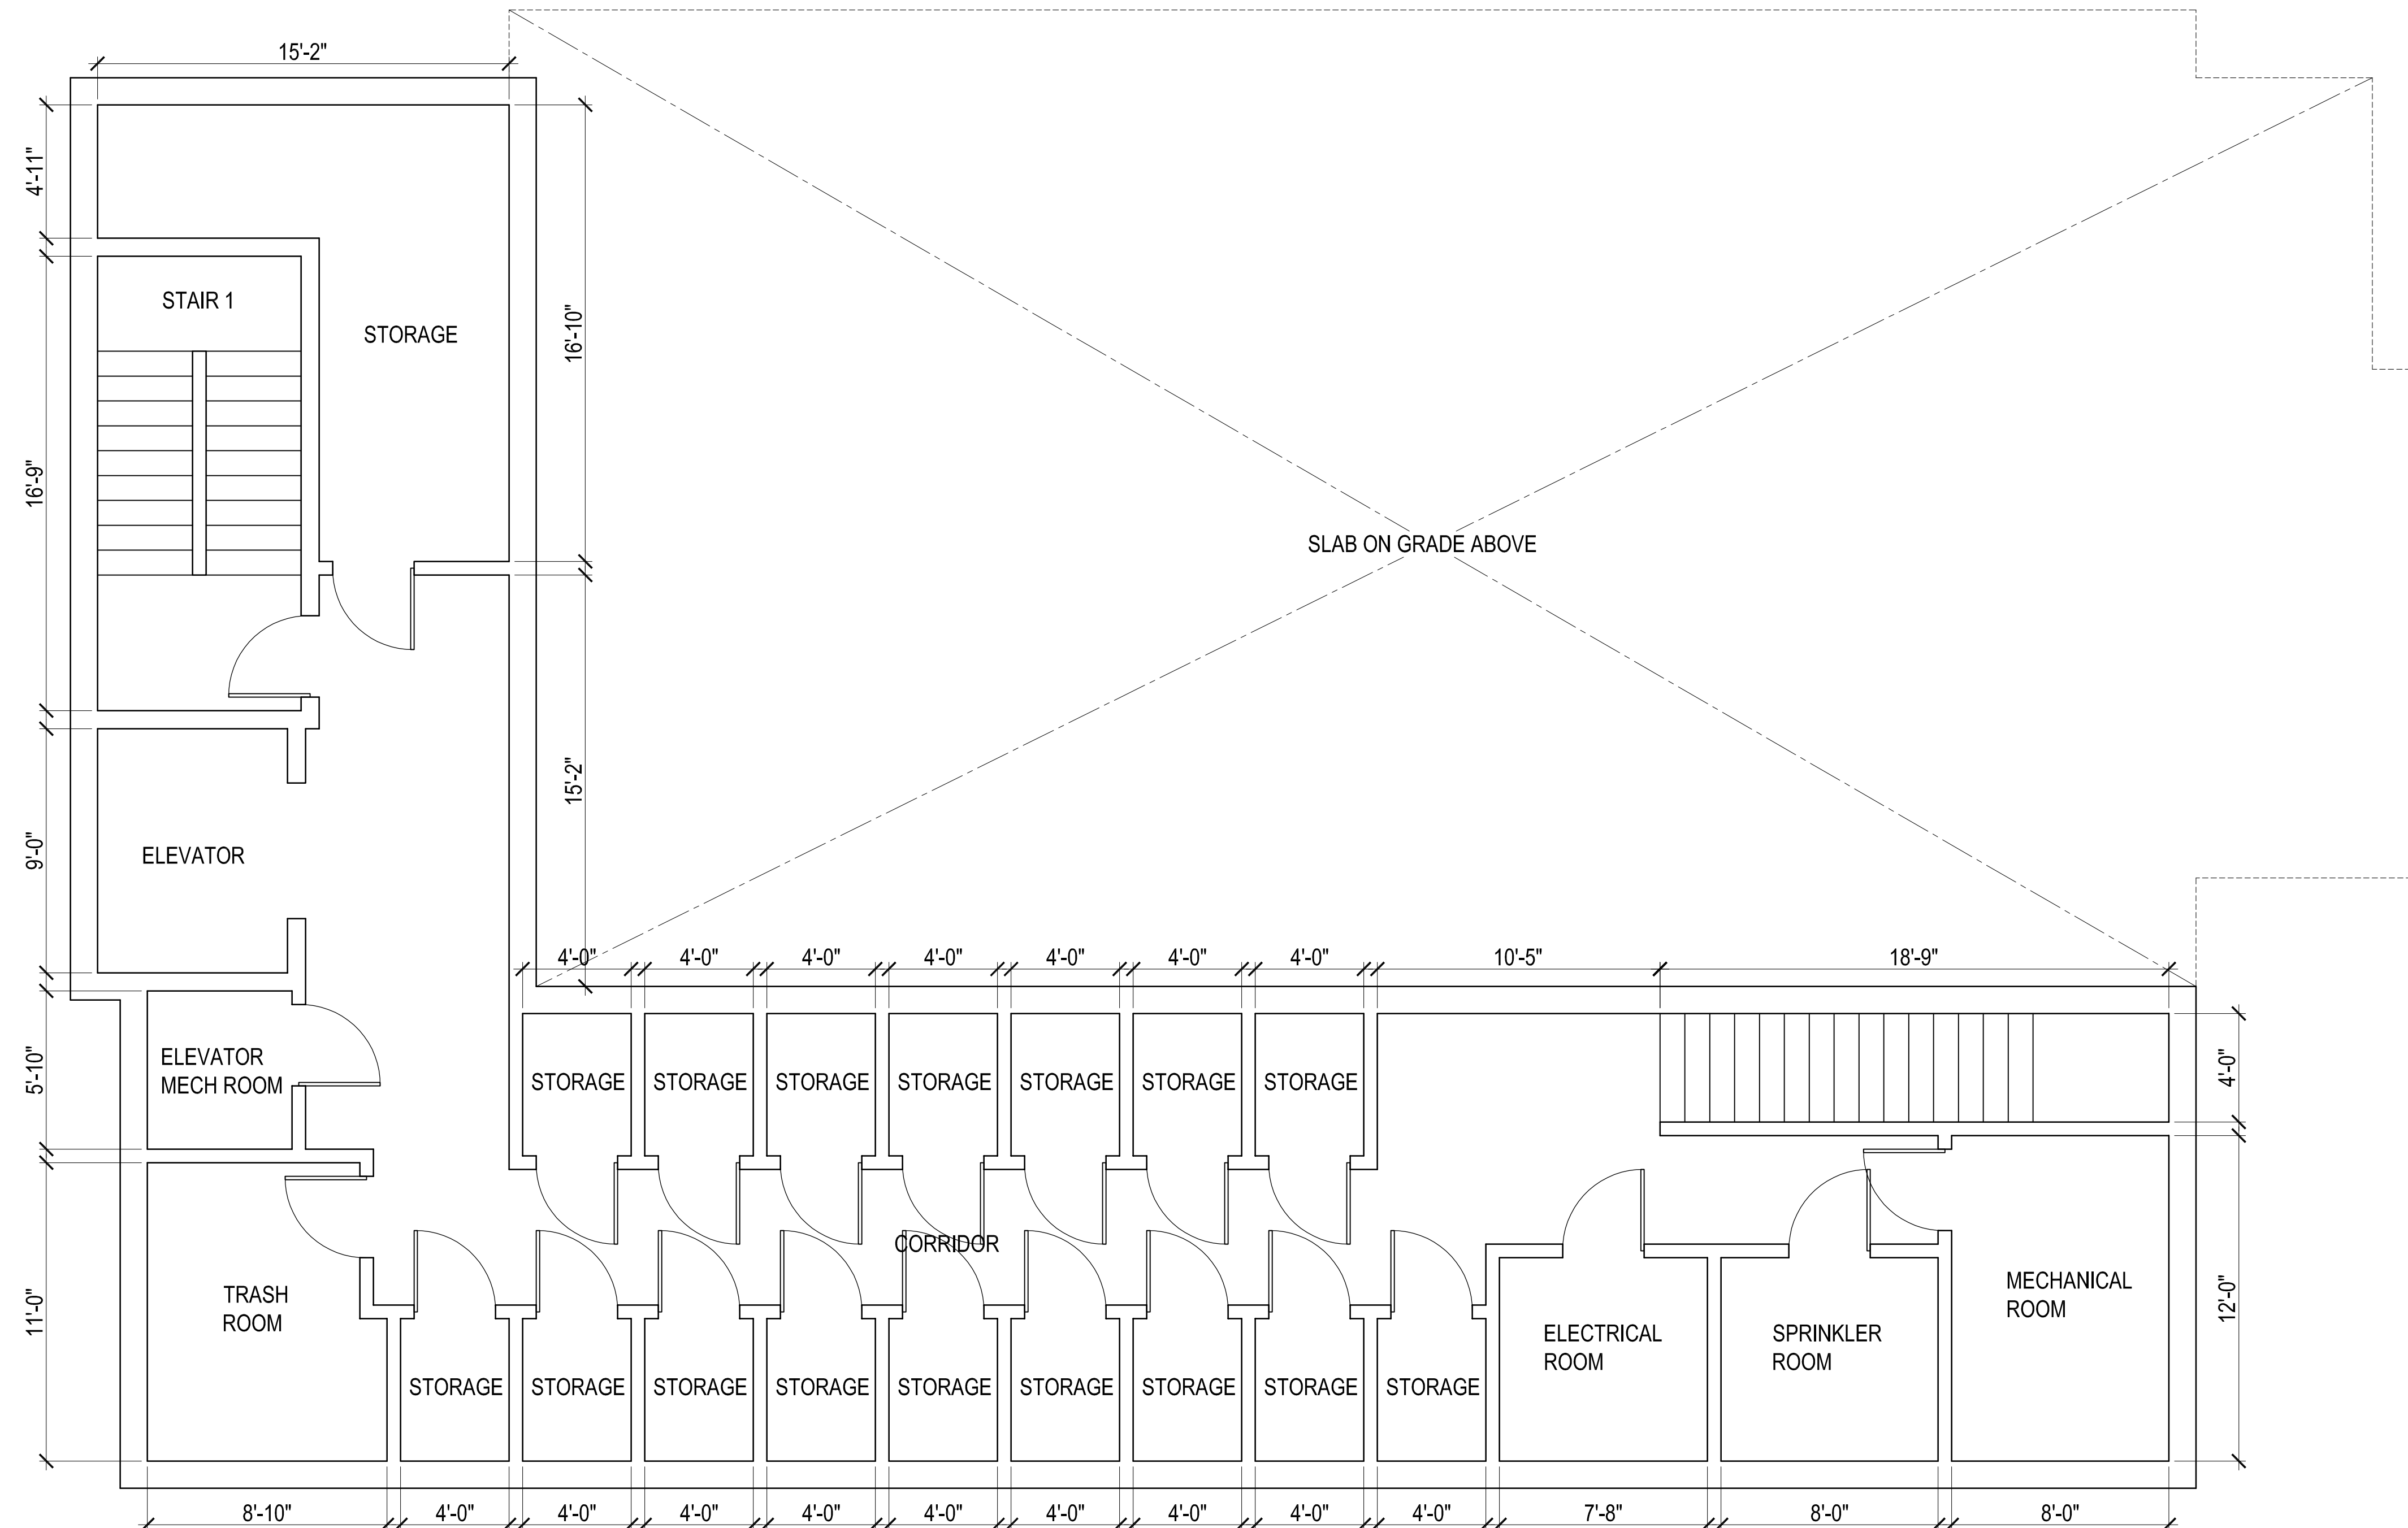 15'-2"
4'-11"
STAIR 1
STORAGE
16'-10"
16'-9"
SLAB ON GRADE ABOVE
15'-2"
ELEVATOR
9'-0"
4'-0" 4'-0" 4'-0" 4'-0" 4'-0" 4'-0" 4'-0" 10'-5" 18'-9"
ELEVATOR
MECH ROOM
5'-10"
STORAGE STORAGE STORAGE STORAGE STORAGE STORAGE STORAGE
4'-0"
CORRIDOR
TRASH
ROOM
11'-0"
MECHANICAL
ROOM
12'-0"
ELECTRICAL
ROOM
SPRINKLER
ROOM
STORAGE STORAGE STORAGE STORAGE STORAGE STORAGE STORAGE STORAGE STORAGE
8'-10" 4'-0" 4'-0" 4'-0" 4'-0" 4'-0" 4'-0" 4'-0" 4'-0" 4'-0" 7'-8" 8'-0" 8'-0"